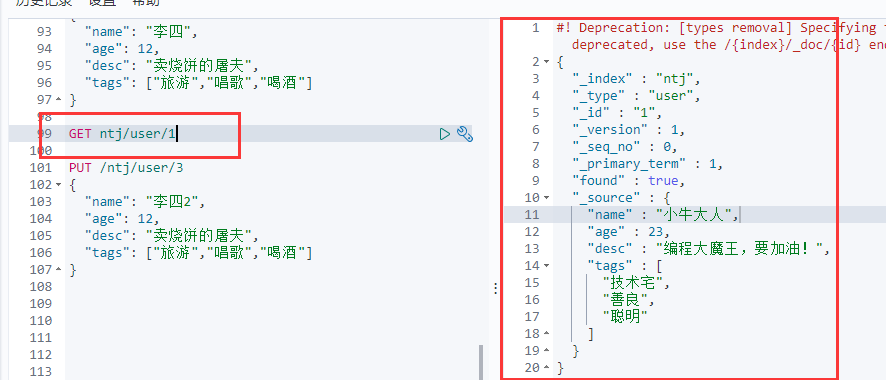 历史记录 设置 帮助
{
93 "name": "李四",
94 "age": 12,
95 "desc": "卖烧饼的屠夫",
96 "tags": ["旅游","唱歌","喝酒"]
97 }
98
99 GET ntj/user/1
100
101 PUT /ntj/user/3
102 {
103 "name": "李四2",
104 "age": 12,
105 "desc": "卖烧饼的屠夫",
106 "tags": ["旅游","唱歌","喝酒"]
107 }
108
109
110
111
112
113
1 #! Deprecation: [types removal] Specifying
deprecated, use the /{index}/_doc/{id}
2 {
3 "_index" : "ntj",
4 "_type" : "user",
5 "_id" : "1",
6 "_version" : 1,
7 "_seq_no" : 0,
8 "_primary_term" : 1,
9 "found" : true,
10 "_source" : {
11 "name" : "小牛大人",
12 "age" : 23,
13 "desc" : "编程大魔王，要加油！",
14 "tags" : [
15 "技术宅",
16 "善良",
17 "聪明"
18 ]
19 }
20 }